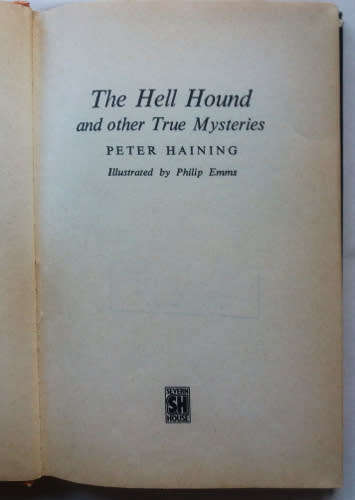 The Hell Hound
and other True Mysteries
PETER HAINING
Illustrated by Philip Emms
SEVERN
SH
HOUSE